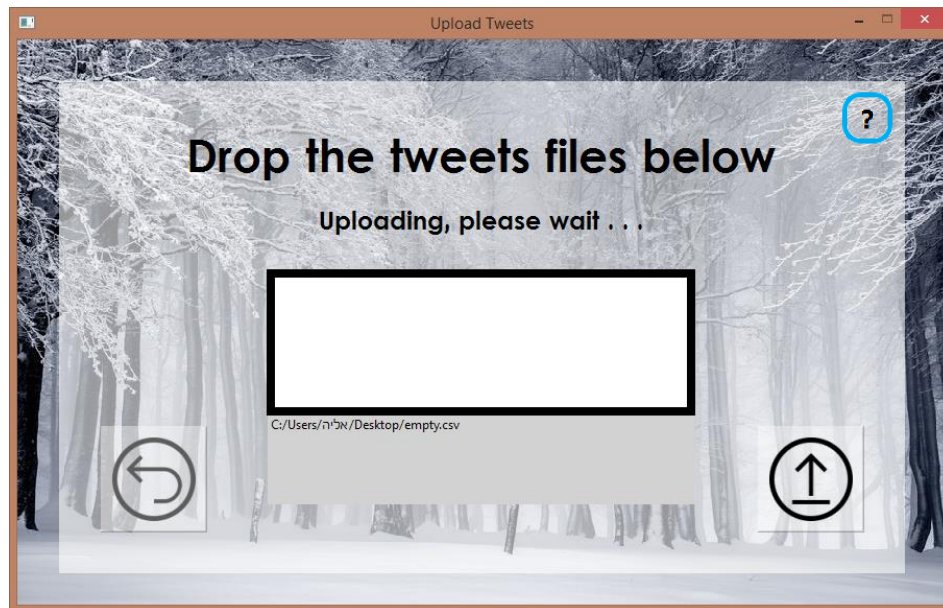 Upload Tweets
?
Drop the tweets files below
Uploading, please wait . . .
C:/Users/אליה/Desktop/empty.csv